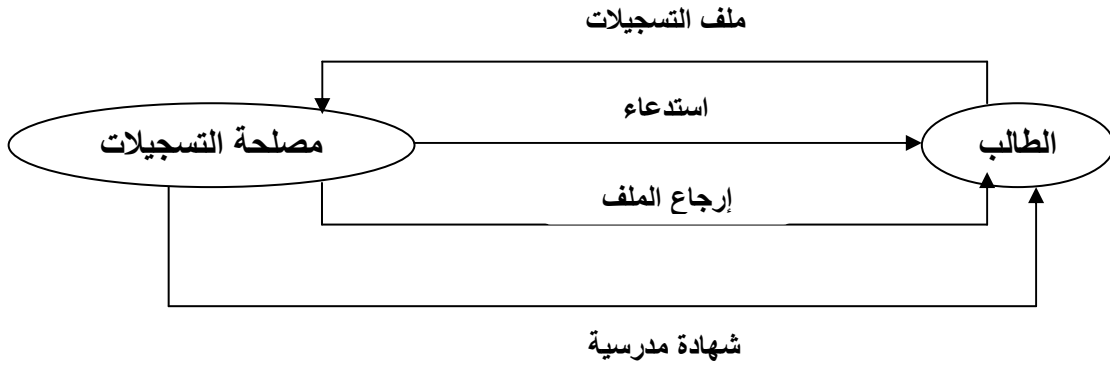 ملف التسجيلات
استدعاء
الطالب
مصلحة التسجيلات
إرجاع الملف
شهادة مدرسية